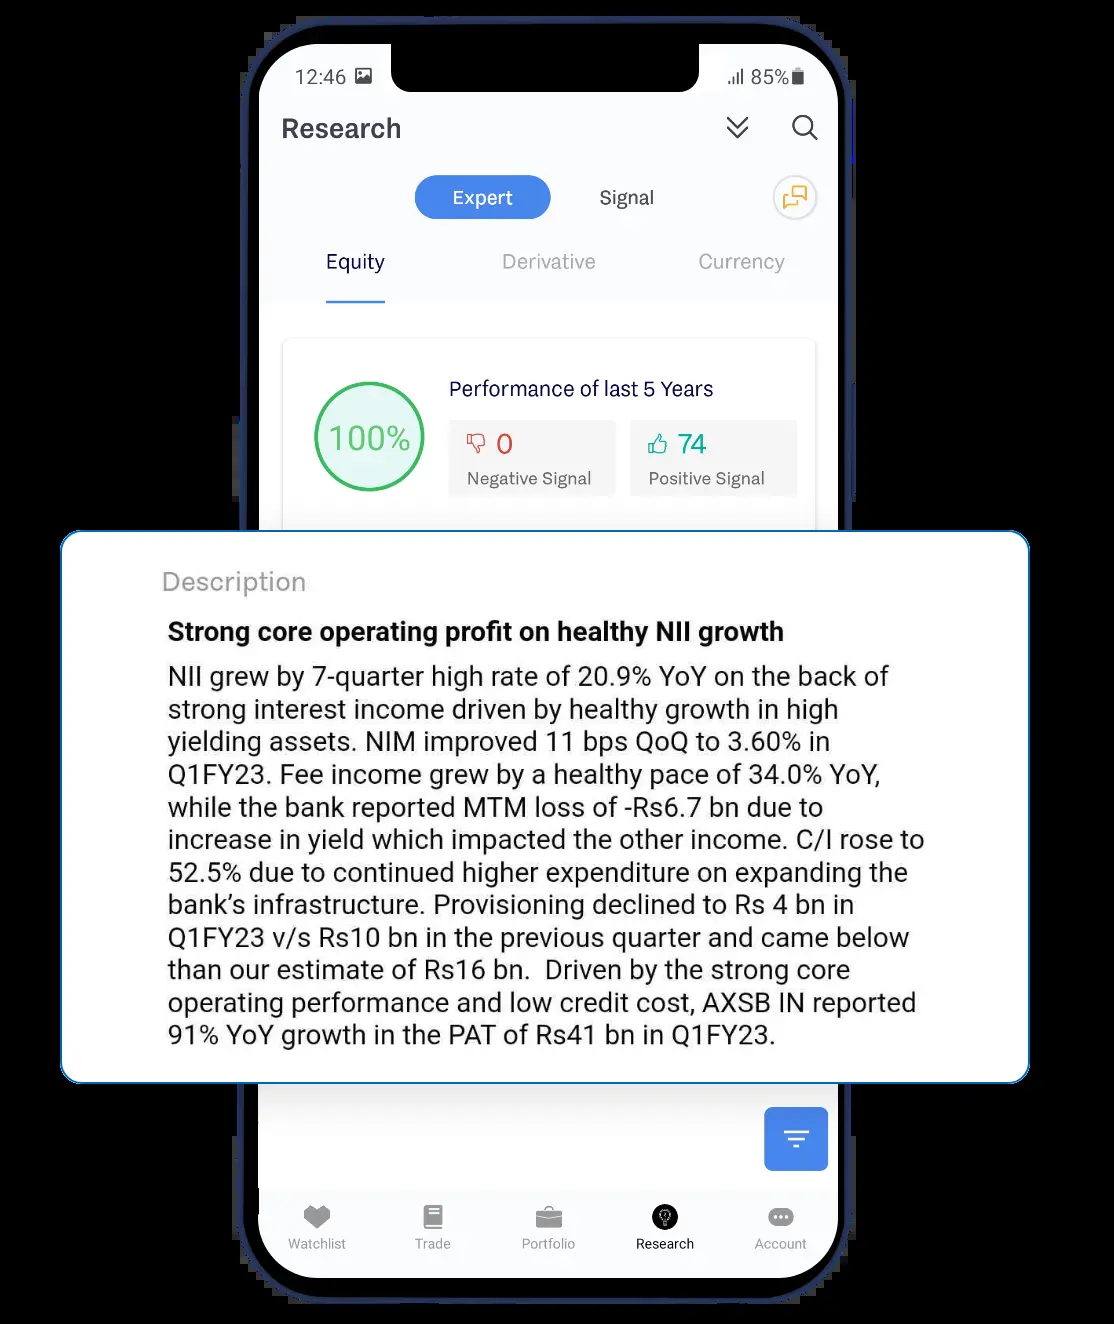 12:46 85%
Research
Expert Signal
Equity Derivative Currency
Performance of last 5 Years
100%
0 74
Negative Signal Positive Signal
Description
Strong core operating profit on healthy NII growth
NII grew by 7-quarter high rate of 20.9% YoY on the back of
strong interest income driven by healthy growth in high
yielding assets. NIM improved 11 bps QoQ to 3.60% in
Q1FY23. Fee income grew by a healthy pace of 34.0% YoY,
while the bank reported MTM loss of -Rs6.7 bn due to
increase in yield which impacted the other income. C/I rose to
52.5% due to continued higher expenditure on expanding the
bank’s infrastructure. Provisioning declined to Rs 4 bn in
Q1FY23 v/s Rs10 bn in the previous quarter and came below
than our estimate of Rs16 bn.  Driven by the strong core
operating performance and low credit cost, AXSB IN reported
91% YoY growth in the PAT of Rs41 bn in Q1FY23.
Watchlist Trade Portfolio Research Account